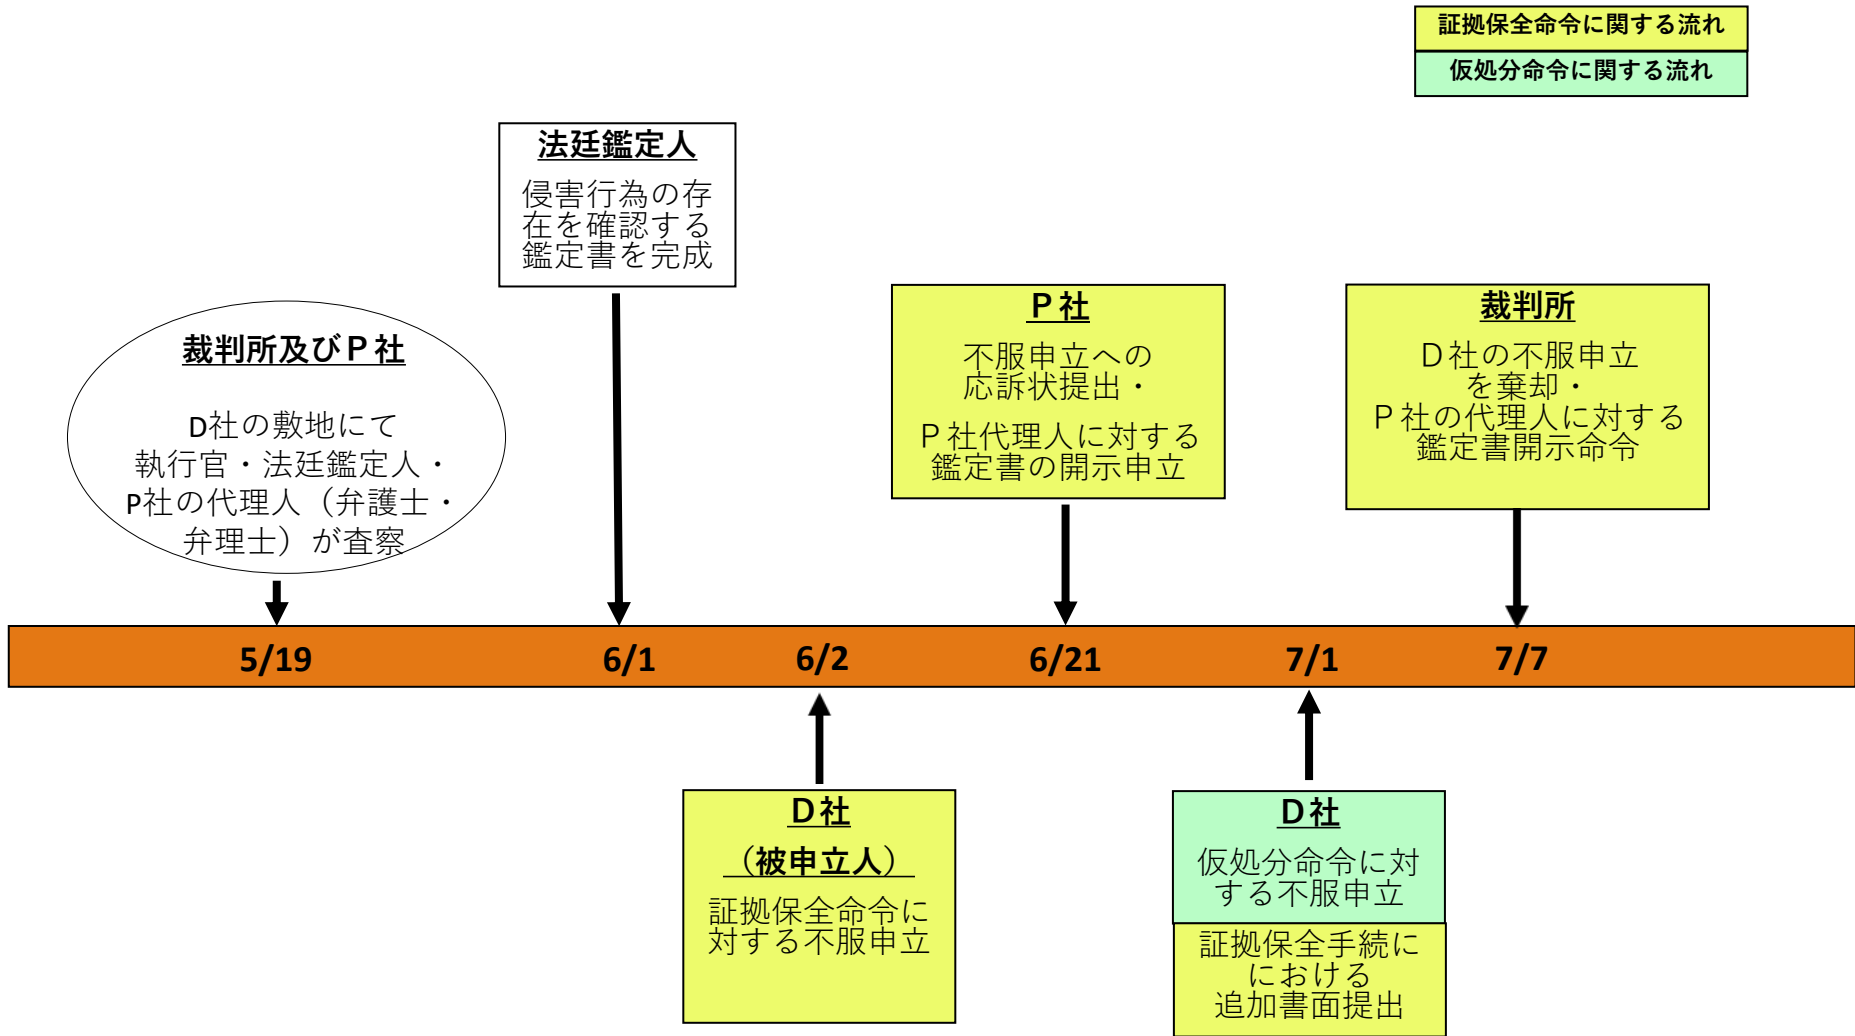 証拠保全命令に関する流れ
仮処分命令に関する流れ
法廷鑑定人
侵害行為の存
在を確認する
鑑定書を完成
裁判所及びP社
D社の敷地にて
執行官・法廷鑑定人・
P社の代理人（弁護士・
弁理士）が査察
P社
不服申立への
応訴状提出・
P社代理人に対する
鑑定書の開示申立
裁判所
D社の不服申立
を棄却・
P社の代理人に対する
鑑定書開示命令
5/19
6/1
6/2
6/21
7/1
7/7
D社
（被申立人）
証拠保全命令に
対する不服申立
D社
仮処分命令に対
する不服申立
証拠保全手続に
における
追加書面提出